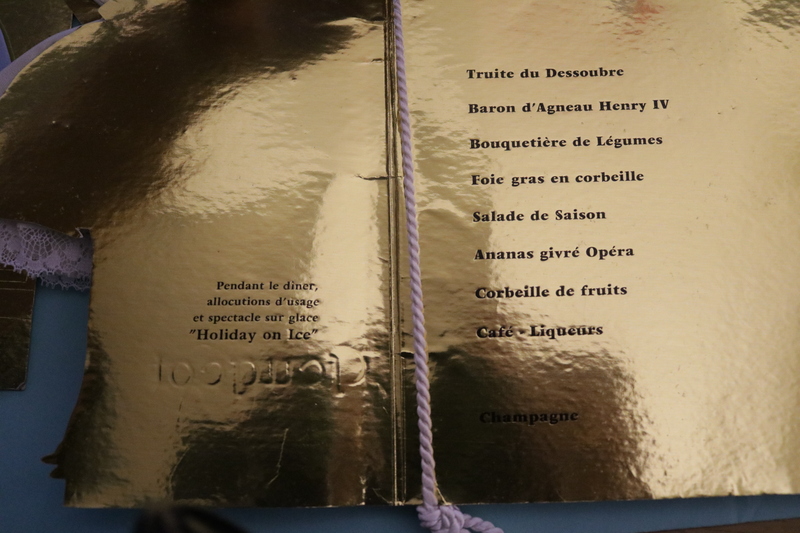 Pendant le dîner,
allocutions d'usage
et spectacle sur glace
"Holiday on Ice"
Truite du Dessoubre
Baron d'Agneau Henry IV
Bouquetière de Légumes
Foie gras en corbeille
Salade de Saison
Ananas givré Opéra
Corbeille de fruits
Café - Liqueurs
Champagne